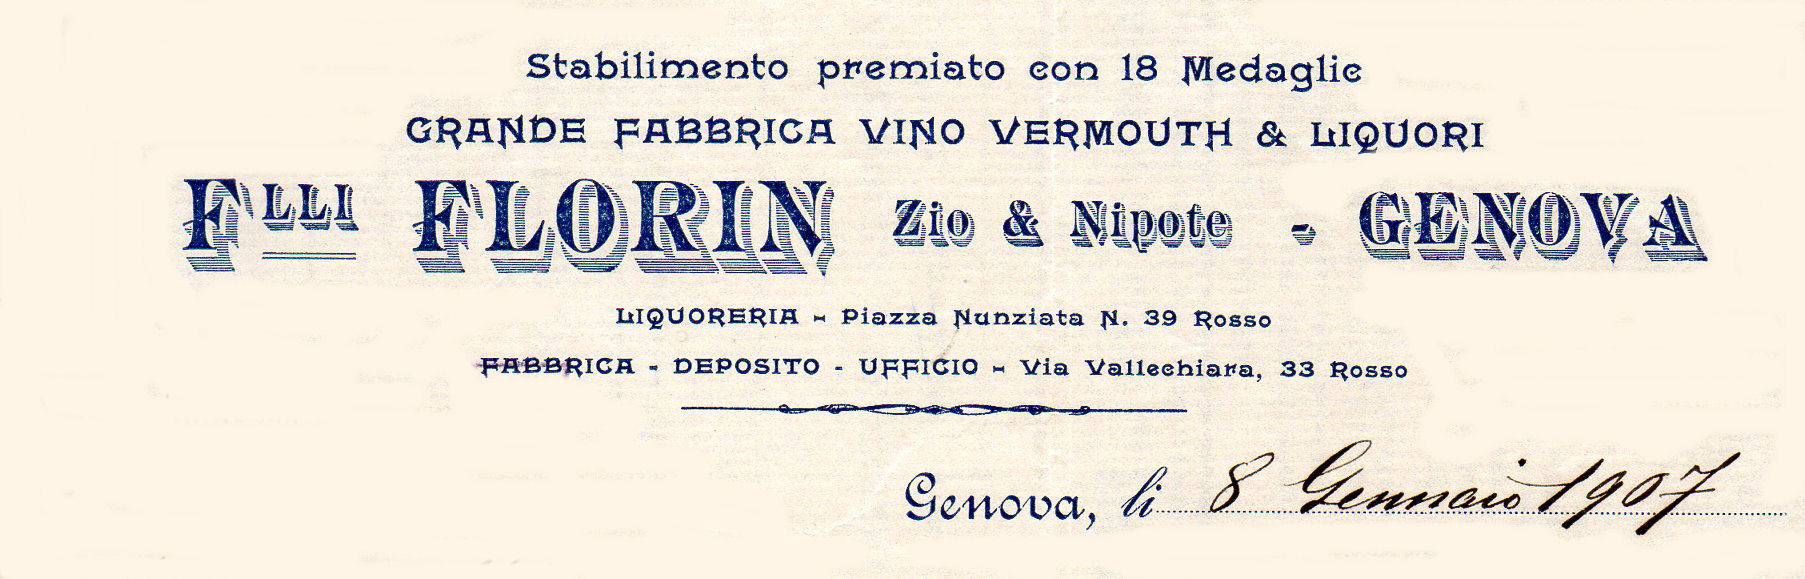 Stabilimento premiato con 18 Medaglie
GRANDE FABBRICA VINO VERMOUTH & LIQUORI
Flli FLORIN Zio & Nipote - GENOVA
LIQUORERIA - Piazza Nunziata N. 39 Rosso
FABBRICA - DEPOSITO - UFFICIO - Via Vallechiara, 33 Rosso
Genova, li 8 Gennaio 1907